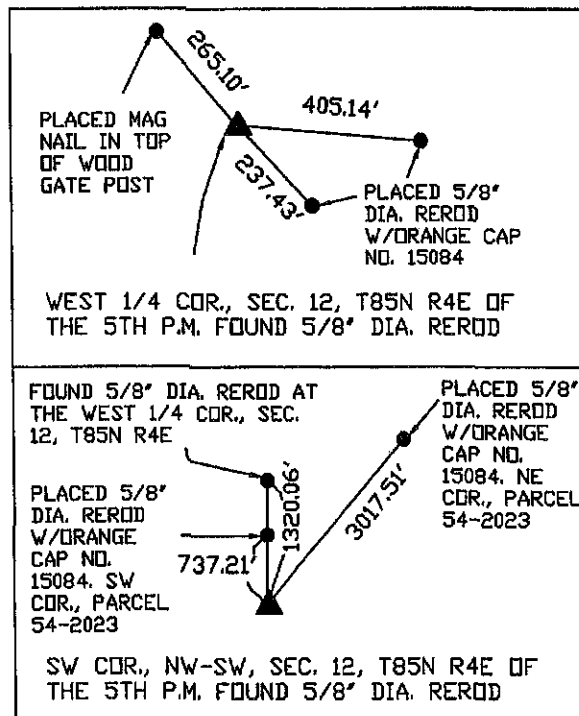 265.10'
405.14'
PLACED MAG
NAIL IN TOP
OF WOOD
GATE POST
237.43'
PLACED 5/8"
DIA. REROD
W/ORANGE CAP
NO. 15084
WEST 1/4 COR., SEC. 12, T85N R4E OF
THE 5TH P.M. FOUND 5/8" DIA. REROD
FOUND 5/8" DIA. REROD AT
THE WEST 1/4 COR., SEC.
12, T85N R4E
PLACED 5/8"
DIA. REROD
W/ORANGE
CAP NO.
15084. NE
COR., PARCEL
54-2023
1320.06'
3017.51'
PLACED 5/8"
DIA. REROD
W/ORANGE
CAP NO.
15084. SW
COR., PARCEL
54-2023
737.21'
SW COR., NW-SW, SEC. 12, T85N R4E OF
THE 5TH P.M. FOUND 5/8" DIA. REROD